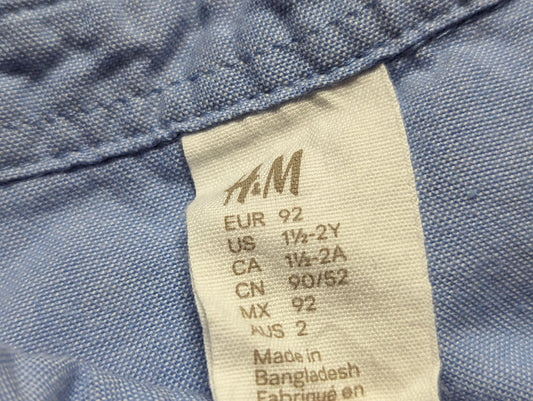 H&M
EUR 92
US 1½-2Y
CA 1½-2A
CN 90/52
MX 92
AUS 2
Made in
Bangladesh
Fabriqué en